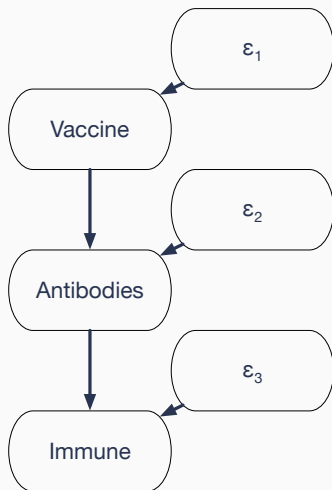 ε₁
Vaccine
ε₂
Antibodies
ε₃
Immune